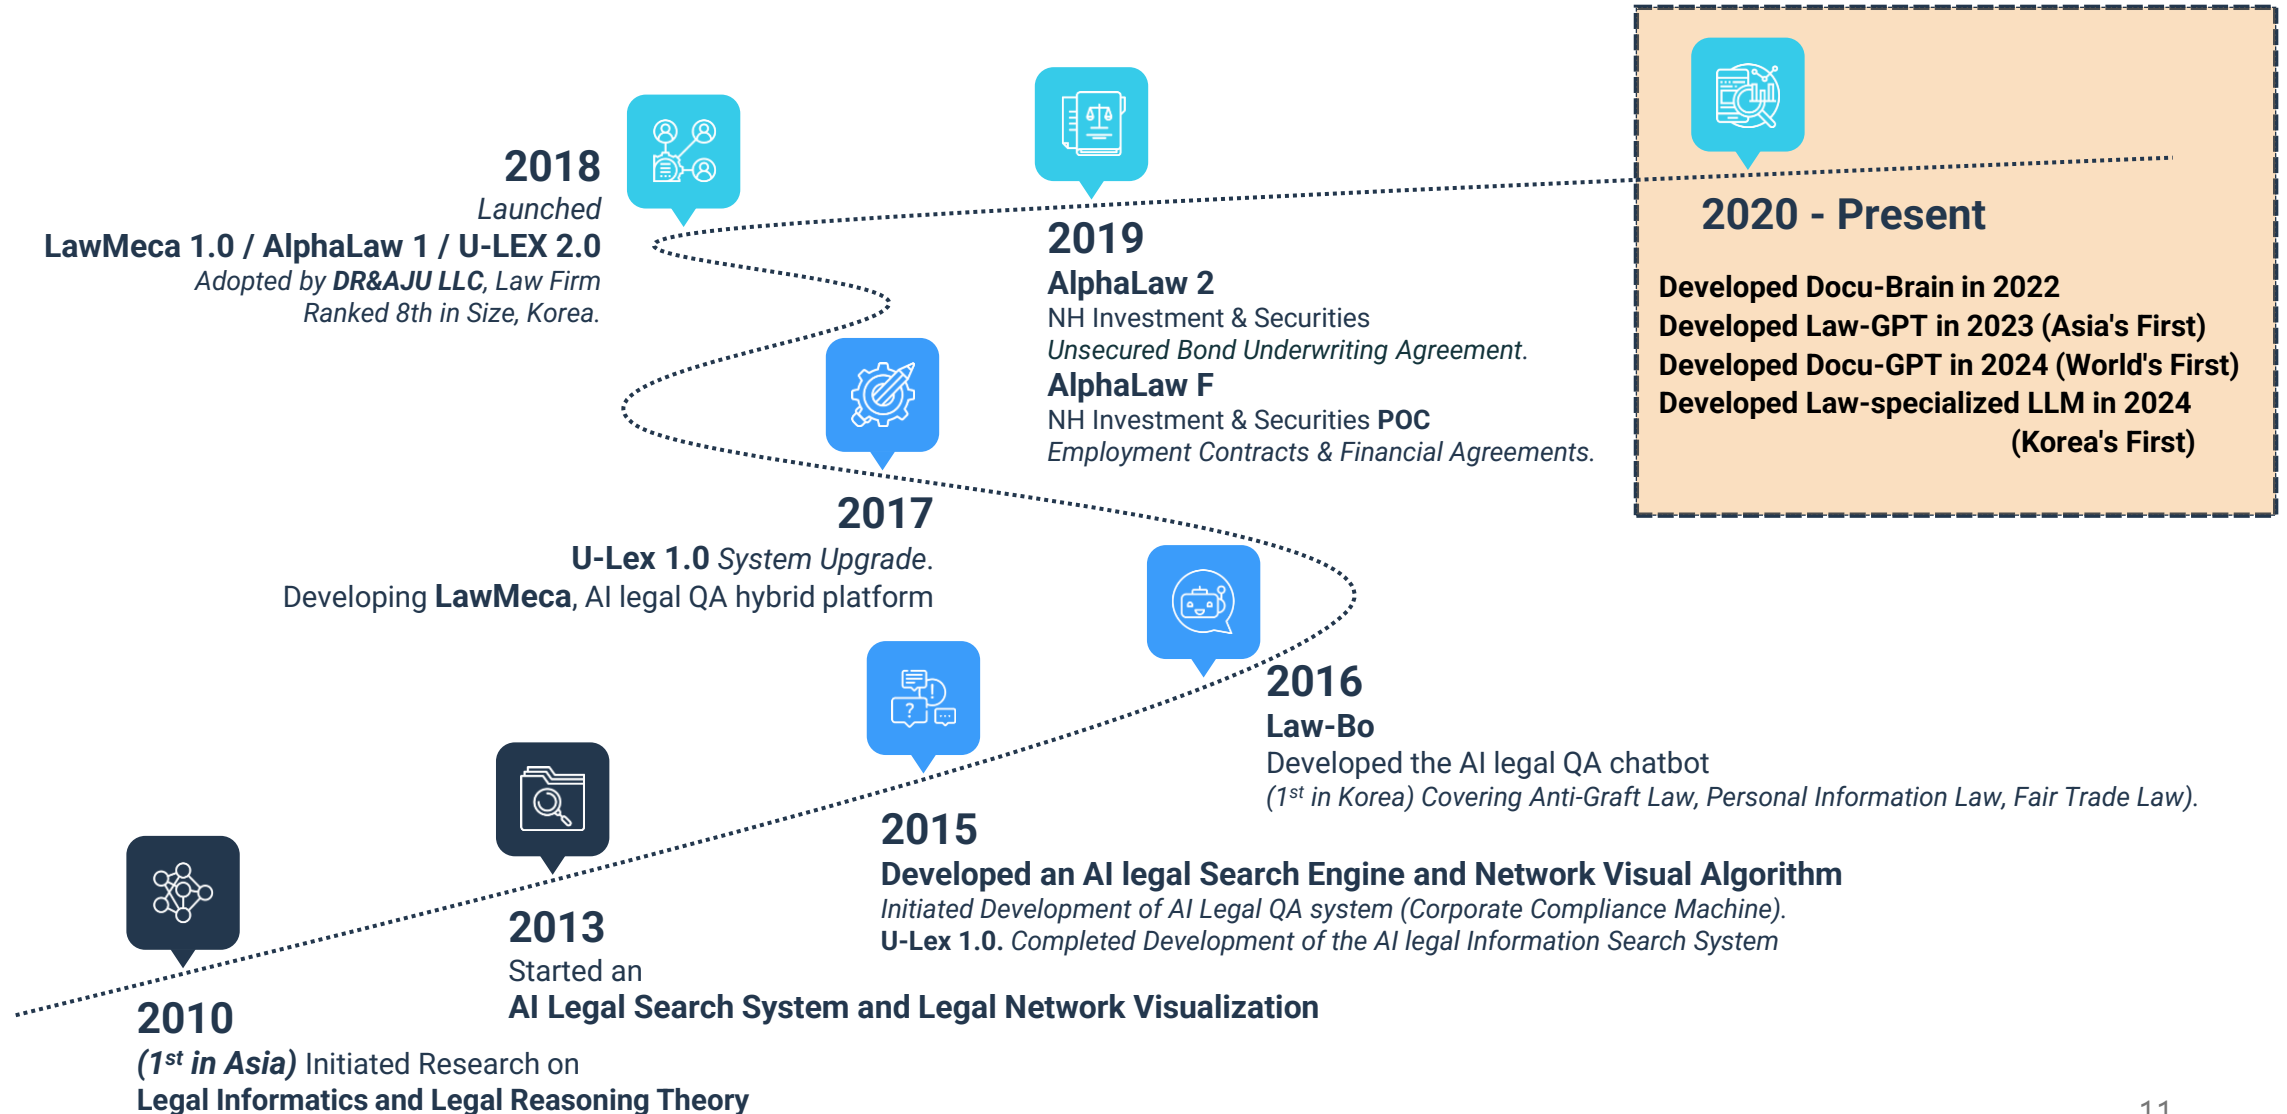 2018
Launched
LawMeca 1.0 / AlphaLaw 1 / U-LEX 2.0
Adopted by DR&AJU LLC, Law Firm
Ranked 8th in Size, Korea.
2019
AlphaLaw 2
NH Investment & Securities
Unsecured Bond Underwriting Agreement.
AlphaLaw F
NH Investment & Securities POC
Employment Contracts & Financial Agreements.
2020 - Present
Developed Docu-Brain in 2022
Developed Law-GPT in 2023 (Asia's First)
Developed Docu-GPT in 2024 (World's First)
Developed Law-specialized LLM in 2024
(Korea's First)
2017
U-Lex 1.0 System Upgrade.
Developing LawMeca, AI legal QA hybrid platform
2016
Law-Bo
Developed the AI legal QA chatbot
(1st in Korea) Covering Anti-Graft Law, Personal Information Law, Fair Trade Law).
2015
Developed an AI legal Search Engine and Network Visual Algorithm
Initiated Development of AI Legal QA system (Corporate Compliance Machine).
U-Lex 1.0. Completed Development of the AI legal Information Search System
2013
Started an
AI Legal Search System and Legal Network Visualization
2010
(1st in Asia) Initiated Research on
Legal Informatics and Legal Reasoning Theory
11